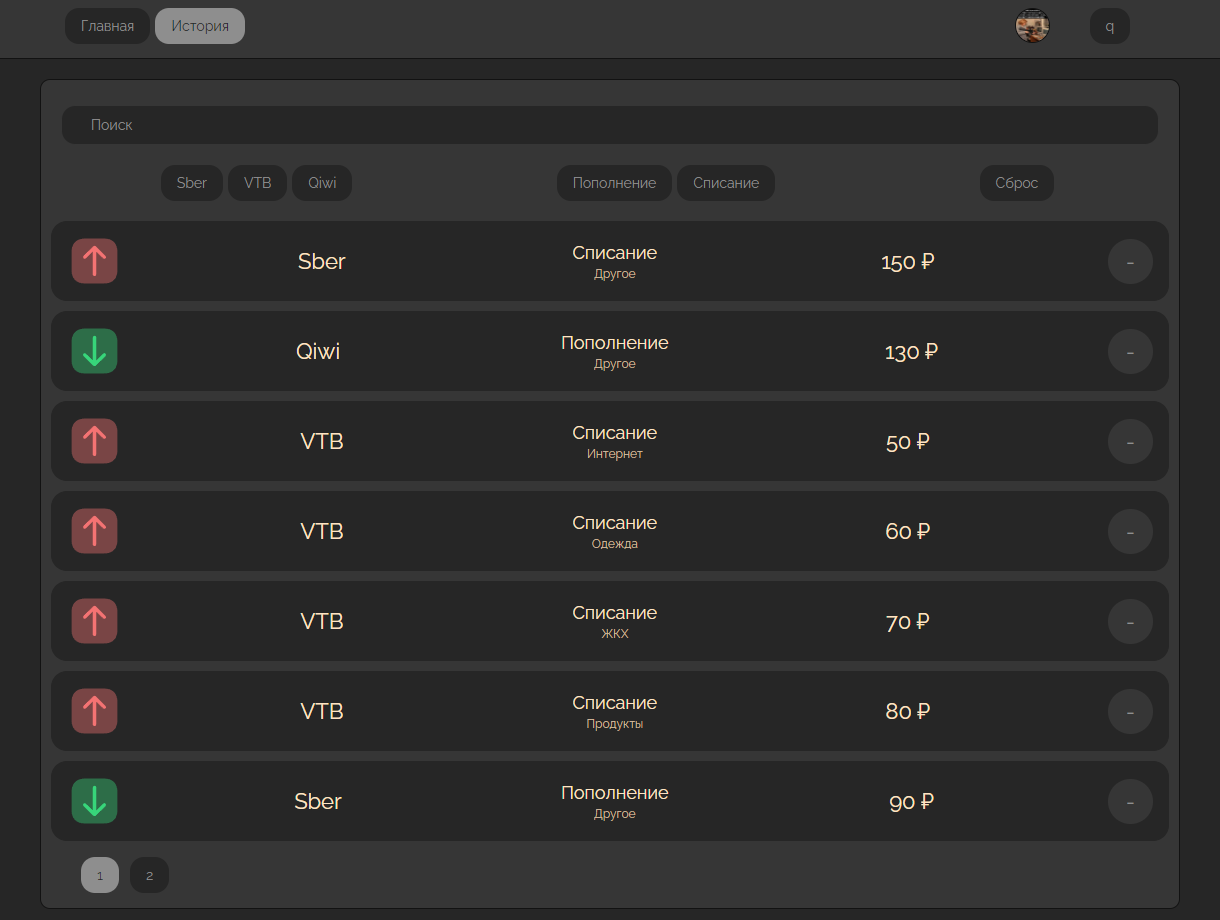 Главная История q
Поиск
Sber VTB Qiwi Пополнение Списание Сброс
Sber Списание 150 ₽ -
Другое
Qiwi Пополнение 130 ₽ -
Другое
VTB Списание 50 ₽ -
Интернет
VTB Списание 60 ₽ -
Одежда
VTB Списание 70 ₽ -
ЖКХ
VTB Списание 80 ₽ -
Продукты
Sber Пополнение 90 ₽ -
Другое
1 2